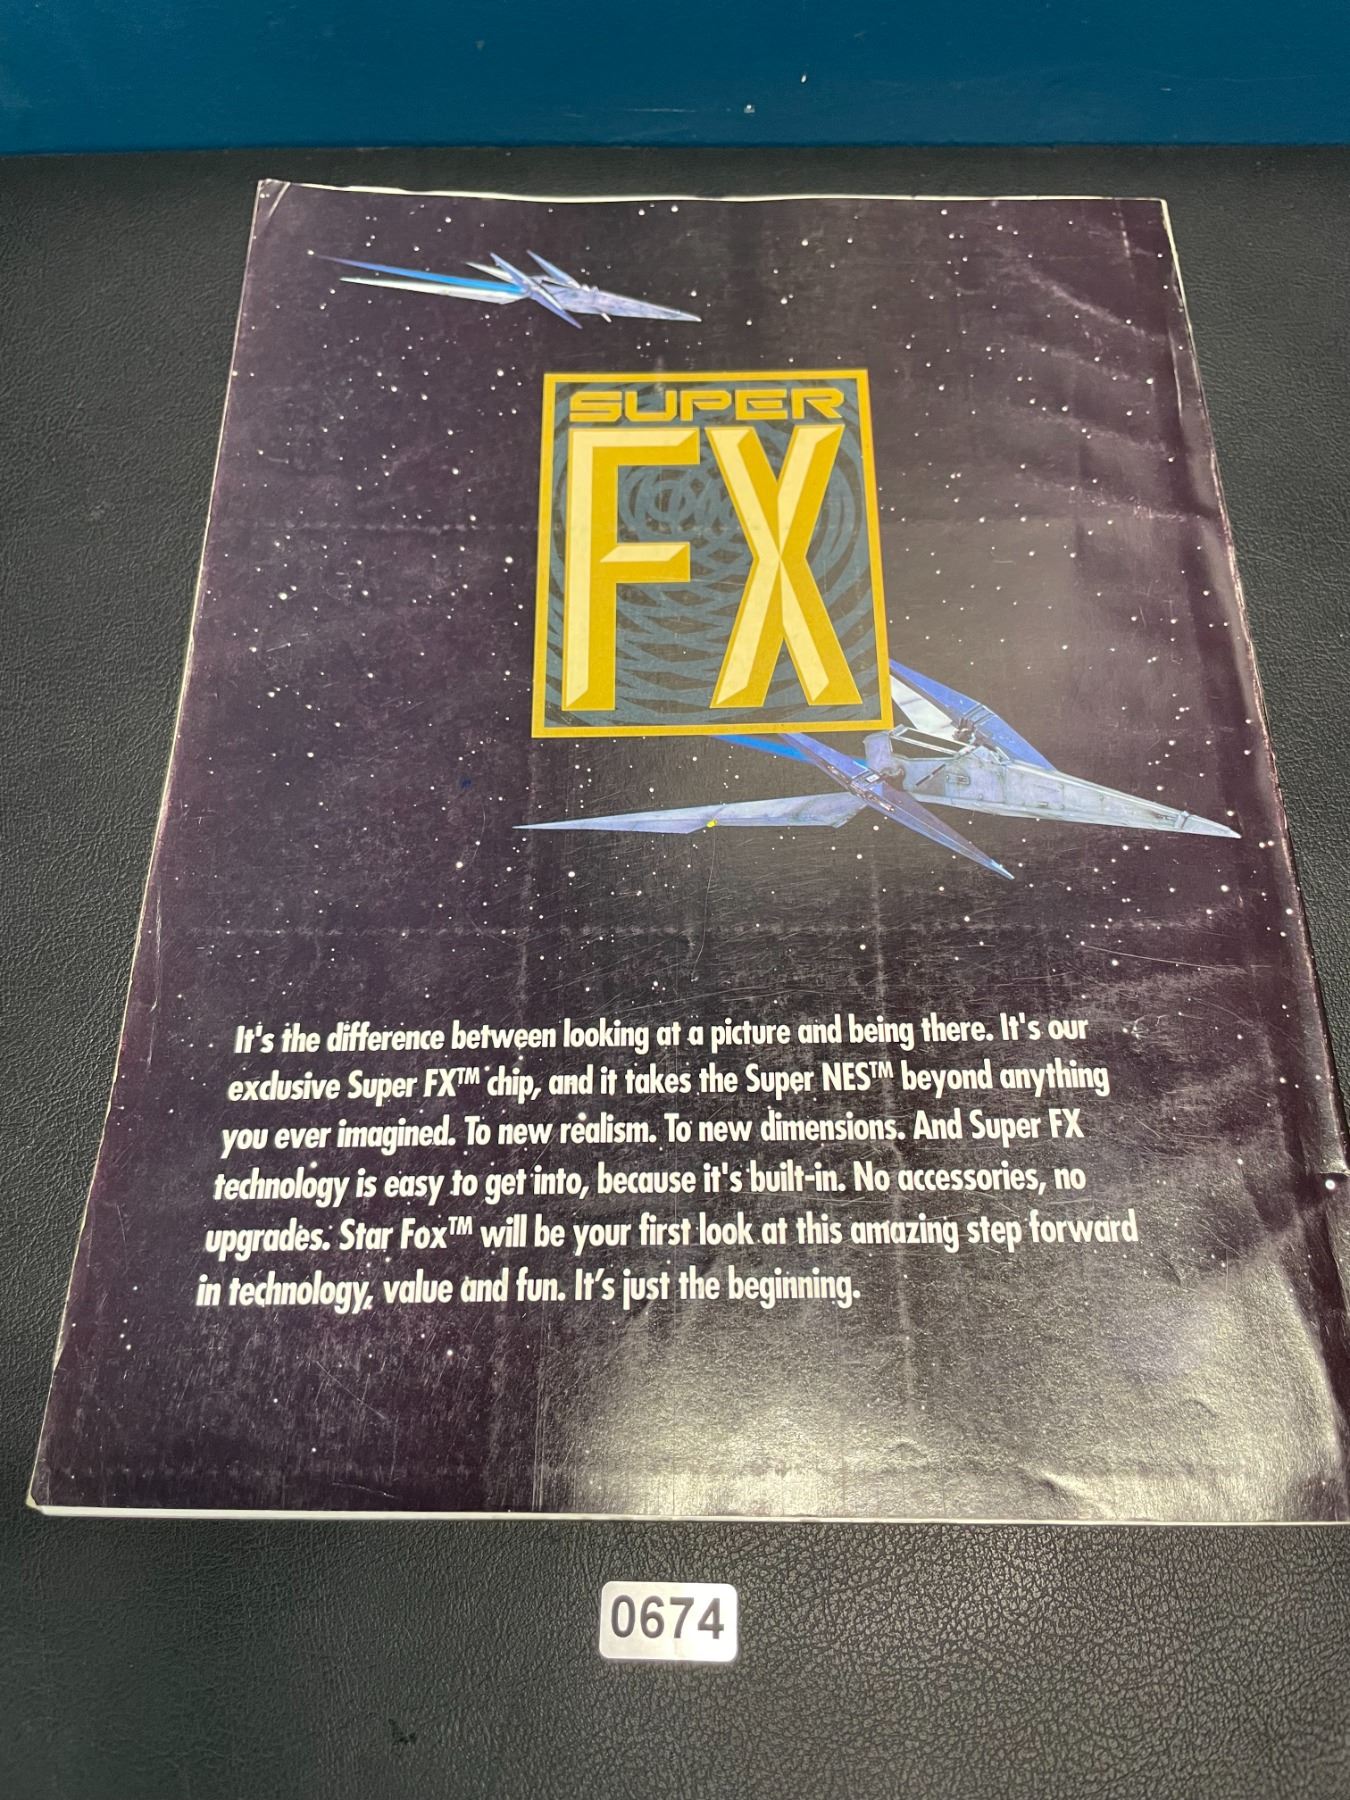 SUPER
FX
It's the difference between looking at a picture and being there. It's our
exclusive Super FX™ chip, and it takes the Super NES™ beyond anything
you ever imagined. To new realism. To new dimensions. And Super FX
technology is easy to get into, because it's built-in. No accessories, no
upgrades. Star Fox™ will be your first look at this amazing step forward
in technology, value and fun. It's just the beginning.
0674